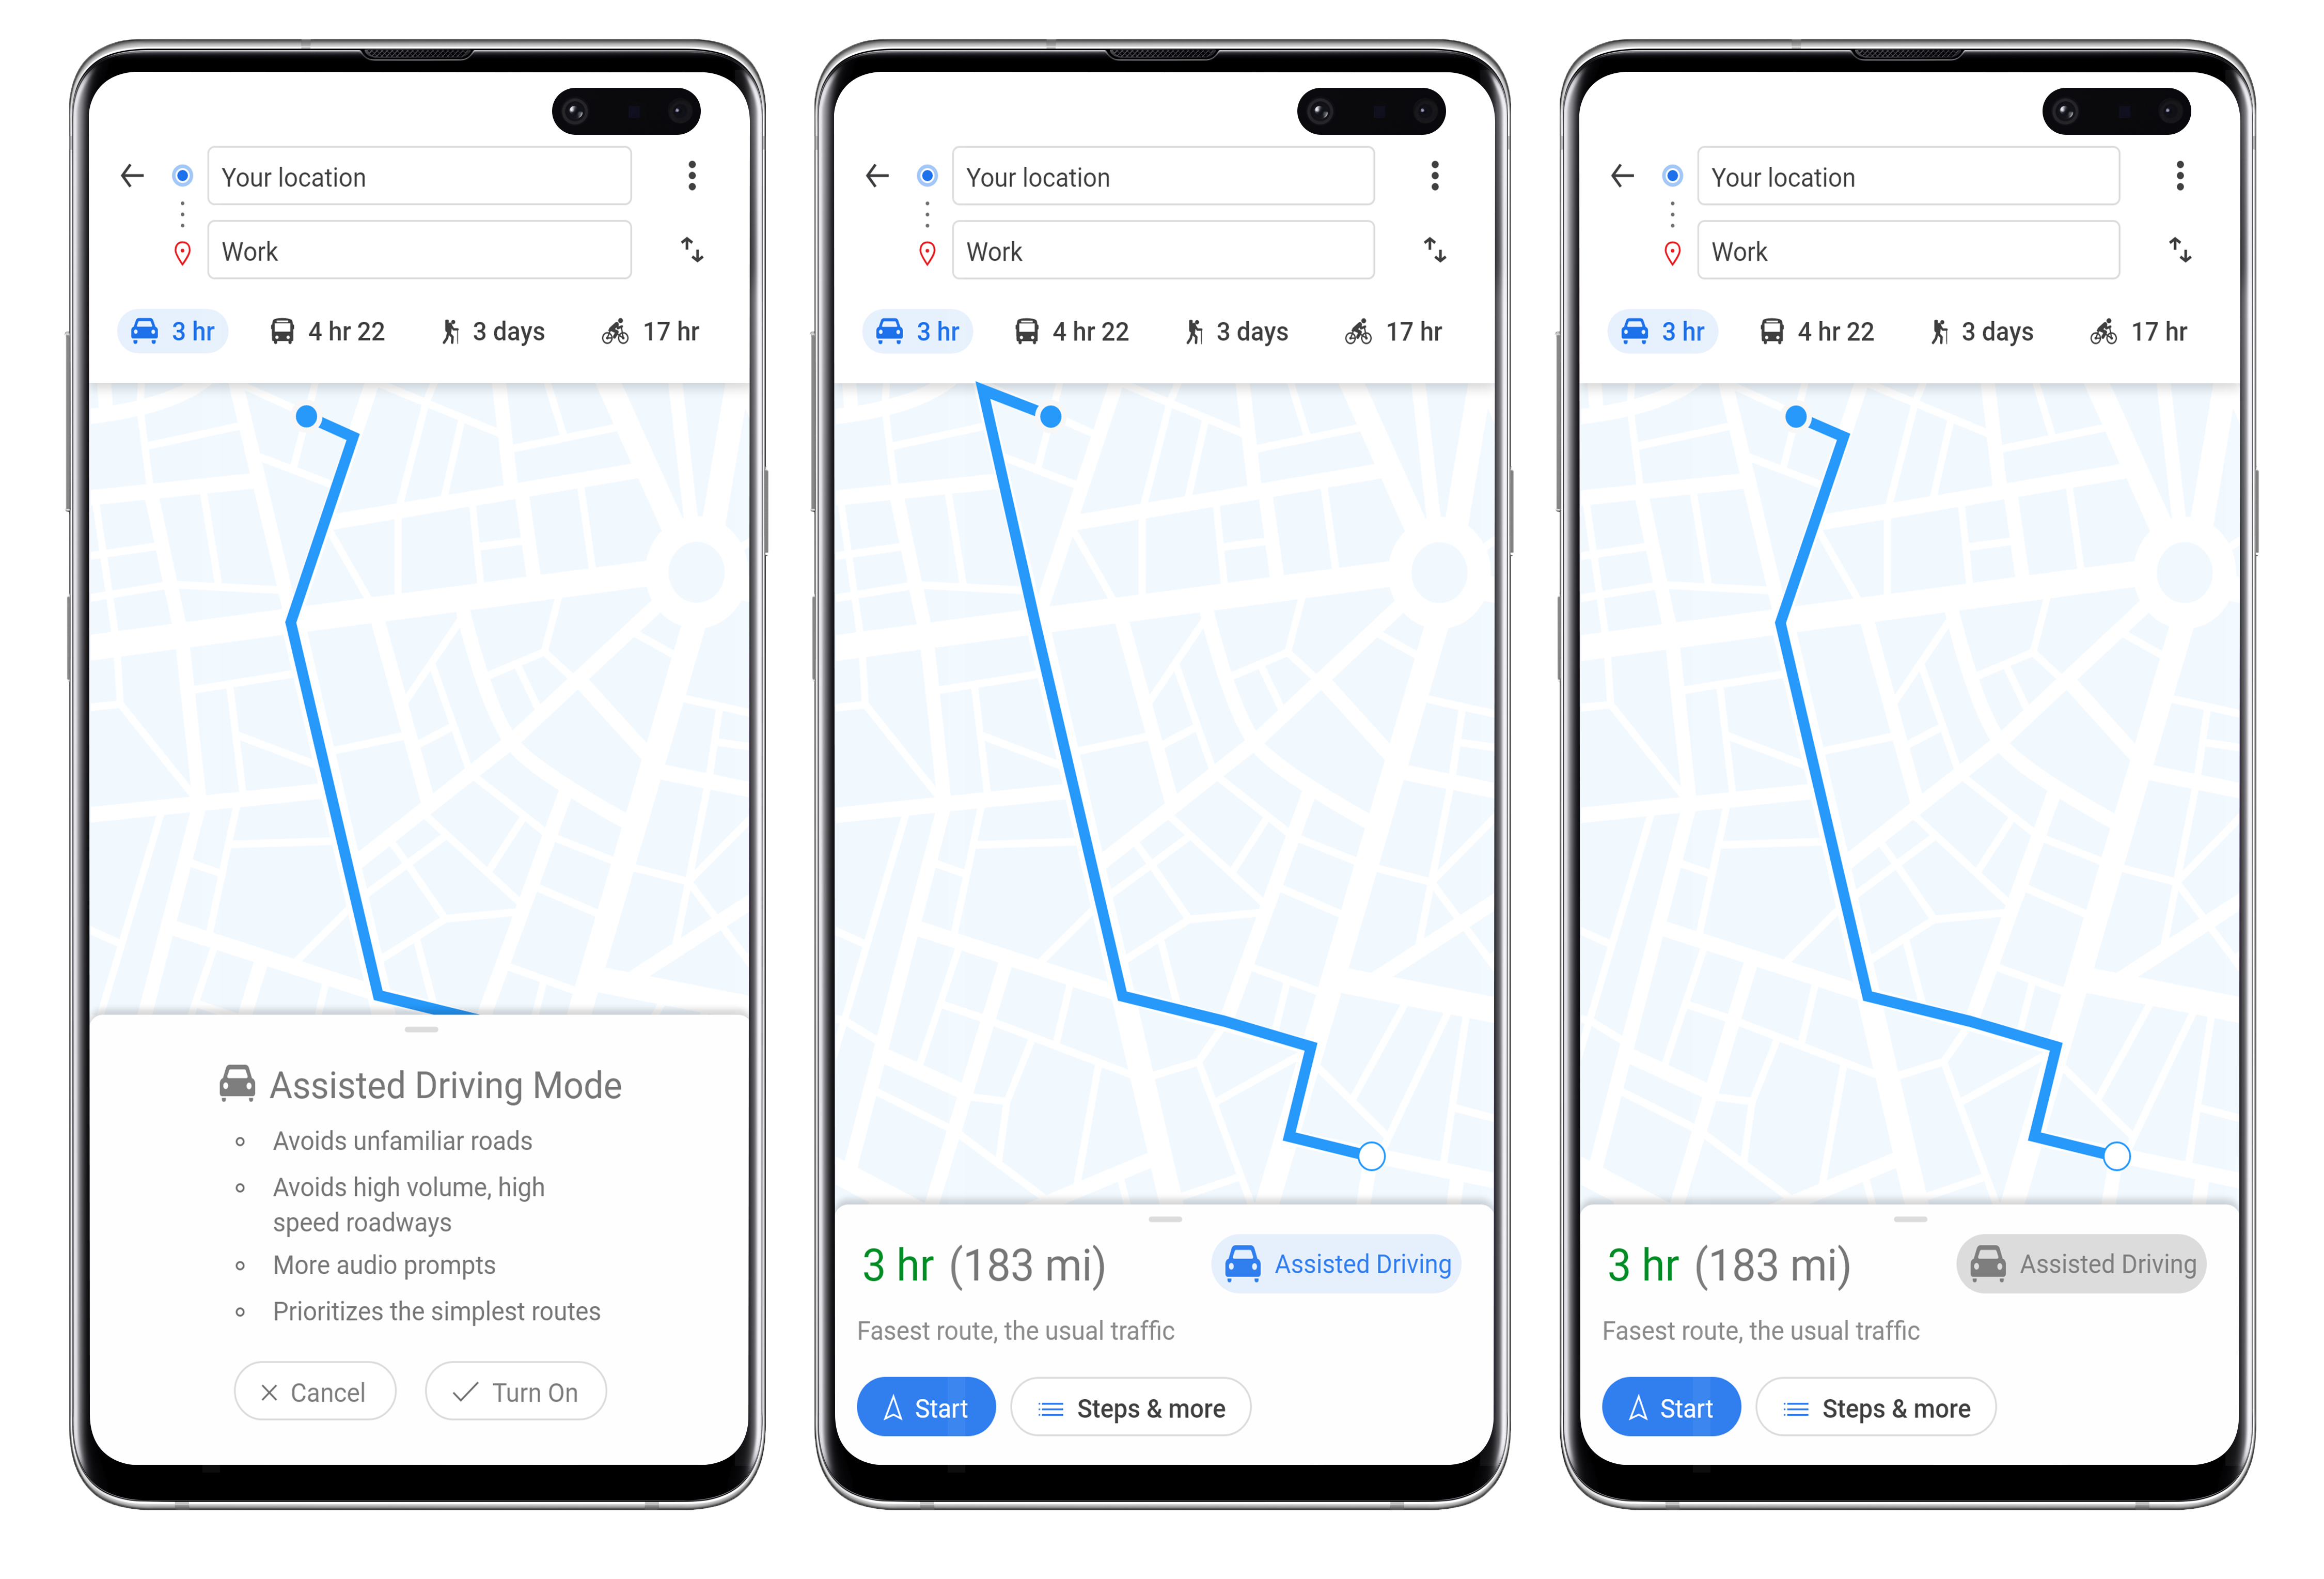 Your location
Work
3 hr 4 hr 22 3 days 17 hr
Assisted Driving Mode
Avoids unfamiliar roads
Avoids high volume, high
speed roadways
More audio prompts
Prioritizes the simplest routes
Cancel Turn On
Your location
Work
3 hr 4 hr 22 3 days 17 hr
3 hr (183 mi) Assisted Driving
Fasest route, the usual traffic
Start Steps & more
Your location
Work
3 hr 4 hr 22 3 days 17 hr
3 hr (183 mi) Assisted Driving
Fasest route, the usual traffic
Start Steps & more